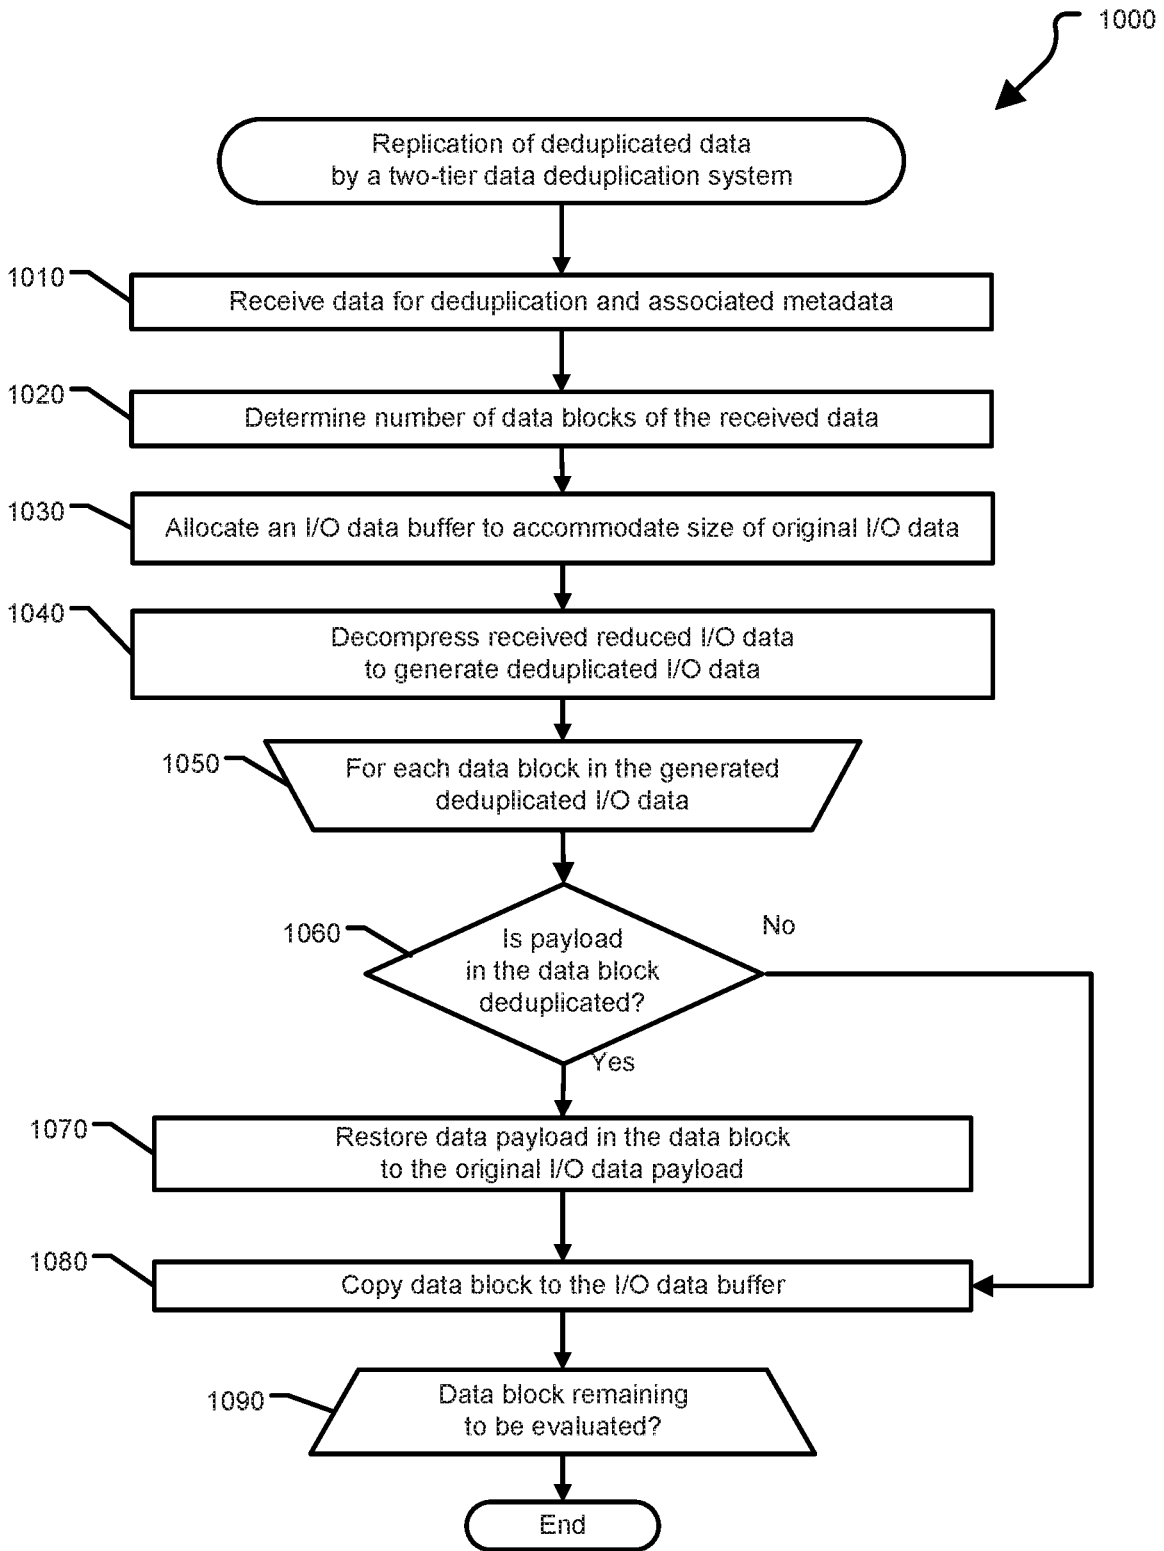 1000
Replication of deduplicated data
by a two-tier data deduplication system
1010
Receive data for deduplication and associated metadata
1020
Determine number of data blocks of the received data
1030
Allocate an I/O data buffer to accommodate size of original I/O data
1040
Decompress received reduced I/O data
to generate deduplicated I/O data
1050
For each data block in the generated
deduplicated I/O data
1060
Is payload
in the data block
deduplicated?
No
Yes
1070
Restore data payload in the data block
to the original I/O data payload
1080
Copy data block to the I/O data buffer
1090
Data block remaining
to be evaluated?
End